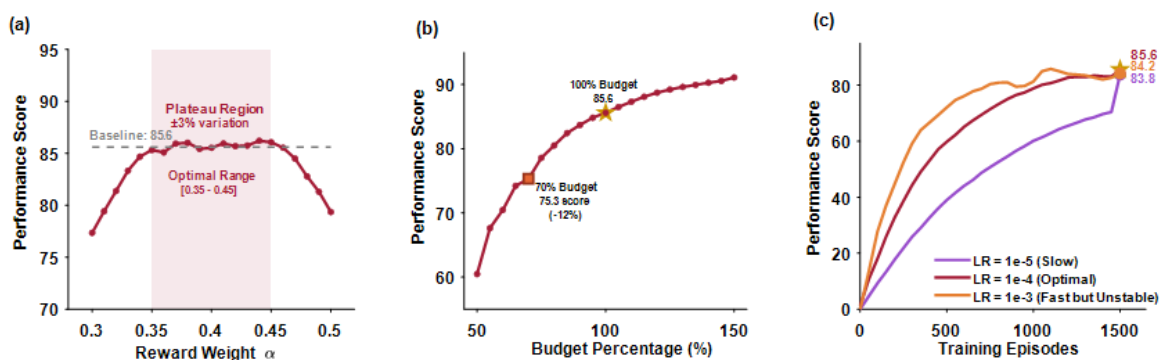 (a)
95
90
85
80
75
70
Performance Score
Plateau Region
±3% variation
Baseline: 85.6
Optimal Range
[0.35 - 0.45]
0.3
0.35
0.4
0.45
0.5
Reward Weight α
(b)
90
80
70
60
Performance Score
100% Budget
85.6
70% Budget
75.3 score
(-12%)
50
100
150
Budget Percentage (%)
(c)
80
60
40
20
0
Performance Score
85.6
84.2
83.8
LR = 1e-5 (Slow)
LR = 1e-4 (Optimal)
LR = 1e-3 (Fast but Unstable)
0
500
1000
1500
Training Episodes